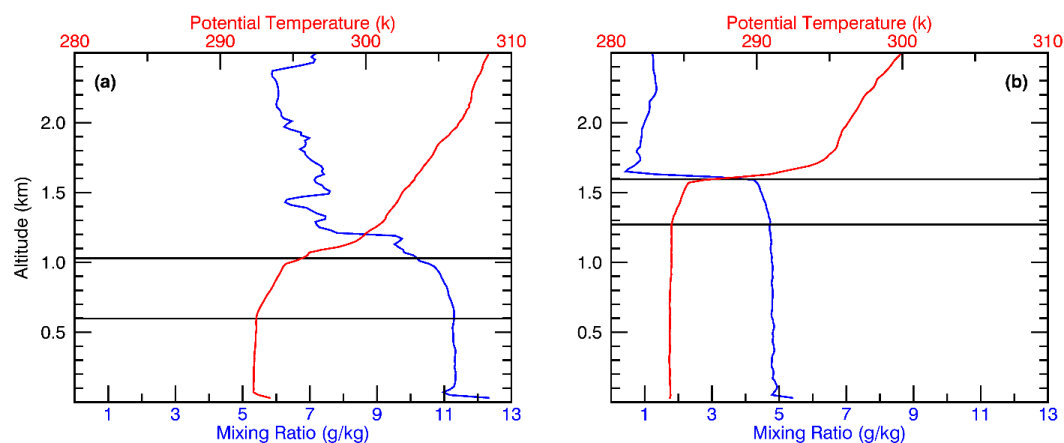 Potential Temperature (k)
280 290 300 310
(a)
2.0
1.5
1.0
0.5
Altitude (km)
1 3 5 7 9 11 13
Mixing Ratio (g/kg)
Potential Temperature (k)
280 290 300 310
(b)
2.0
1.5
1.0
0.5
1 3 5 7 9 11 13
Mixing Ratio (g/kg)